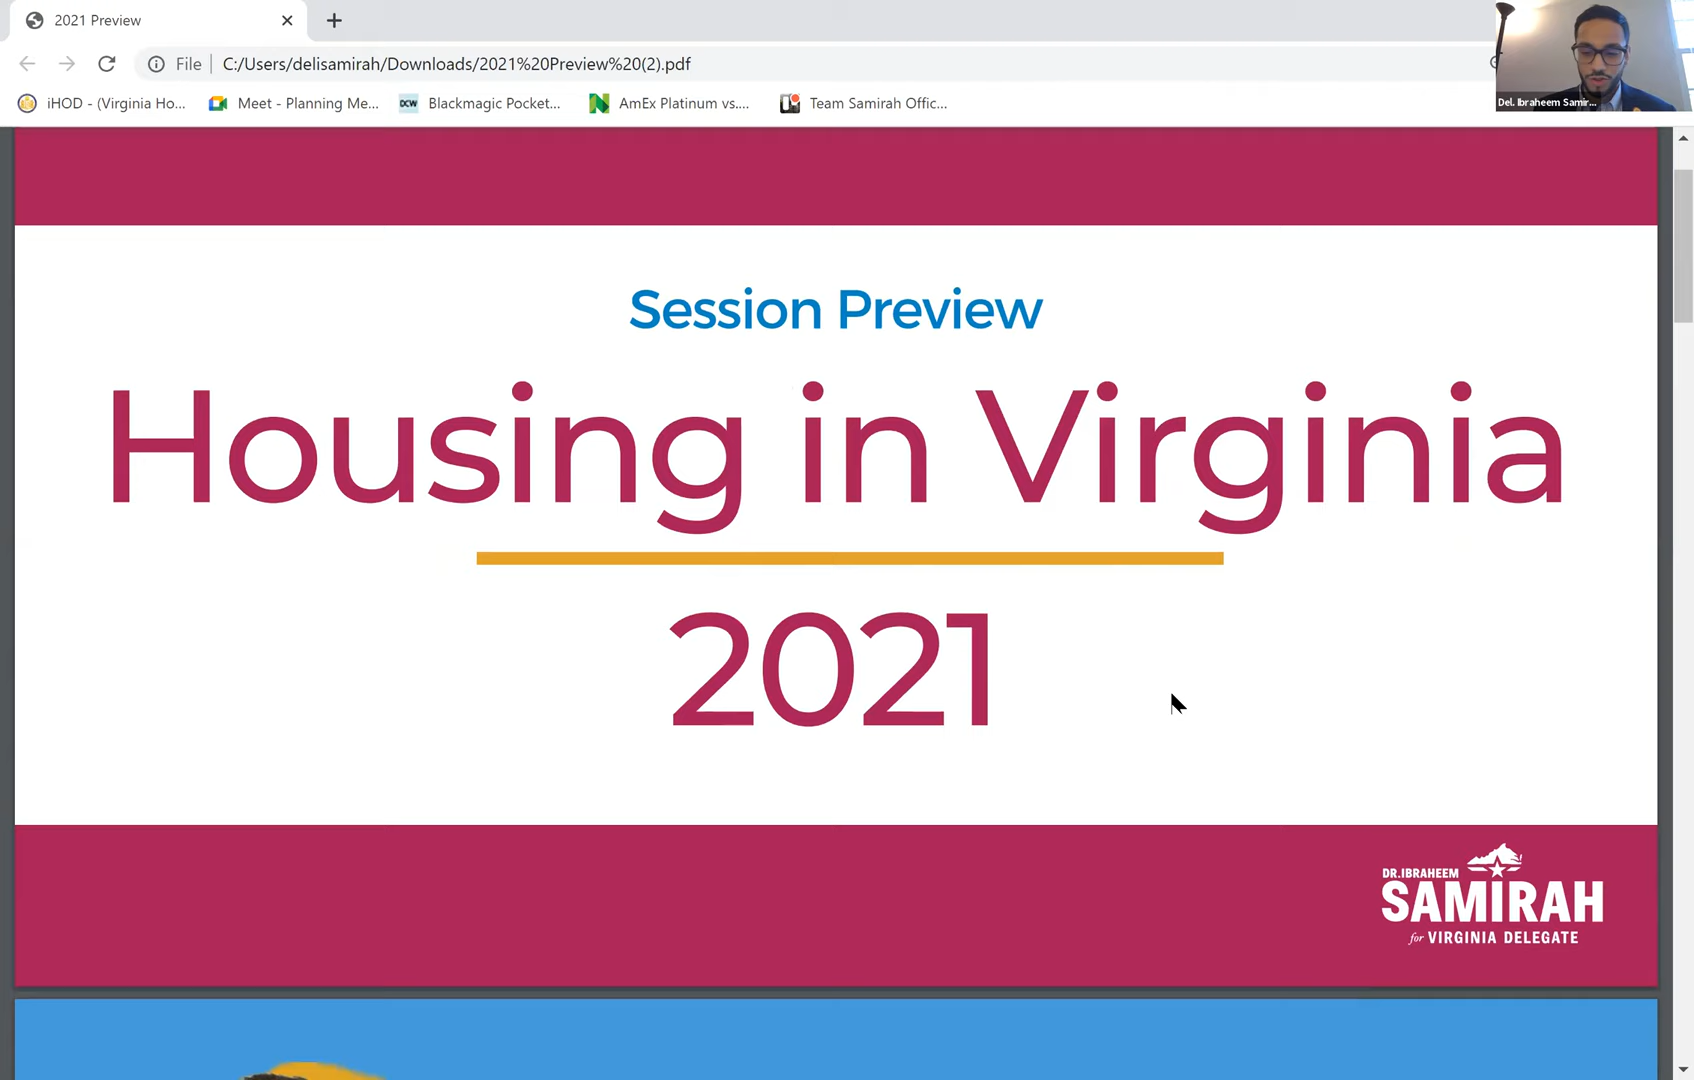 2021 Preview
File C:/Users/delisamirah/Downloads/2021%20Preview%20(2).pdf
iHOD - (Virginia Ho... Meet - Planning Me... DCW Blackmagic Pocket... AmEx Platinum vs.... Team Samirah Offic...
Del. Ibraheem Samir...
Session Preview
Housing in Virginia
2021
DR. IBRAHEEM
SAMIRAH
for VIRGINIA DELEGATE